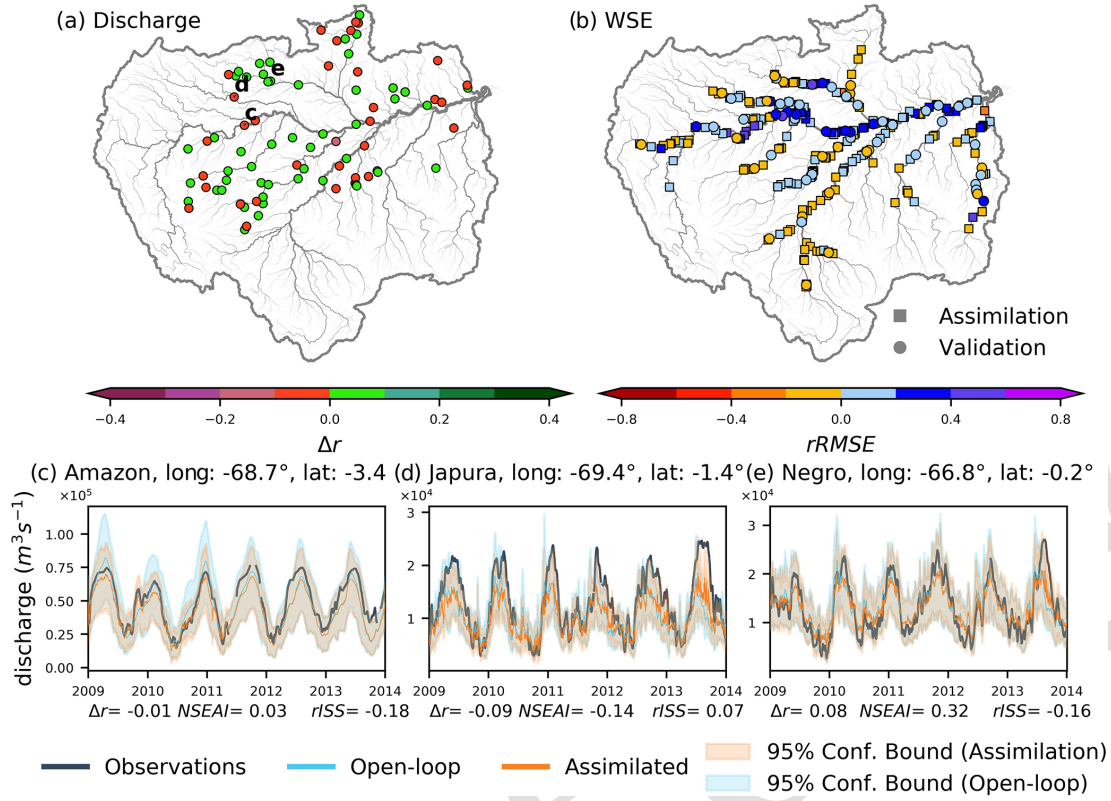 (a) Discharge
(b) WSE
e
d
c
Assimilation
Validation
−0.4 −0.2 0.0 0.2 0.4
Δr
−0.8 −0.4 0.0 0.4 0.8
rRMSE
(c) Amazon, long: -68.7°, lat: -3.4
(d) Japura, long: -69.4°, lat: -1.4°
(e) Negro, long: -66.8°, lat: -0.2°
discharge (m³s⁻¹)
×10⁵
1.00
0.75
0.50
0.25
0.00
2009 2010 2011 2012 2013 2014
Δr= -0.01 NSEAI= 0.03 rISS= -0.18
×10⁴
3
2
1
2009 2010 2011 2012 2013 2014
Δr= -0.09 NSEAI= -0.14 rISS= 0.07
×10⁴
3
2
1
2009 2010 2011 2012 2013 2014
Δr= 0.08 NSEAI= 0.32 rISS= -0.16
Observations
Open-loop
Assimilated
95% Conf. Bound (Assimilation)
95% Conf. Bound (Open-loop)